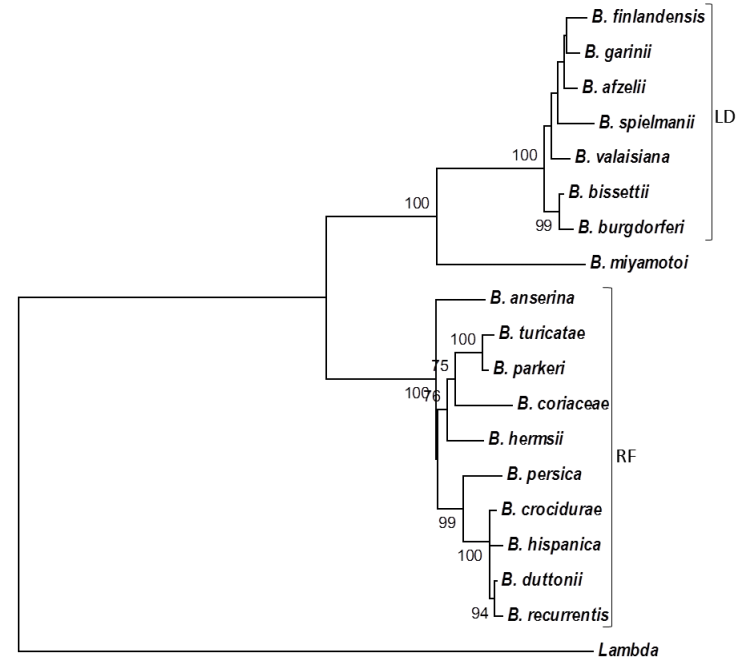 B. finlandensis
B. garinii
B. afzelii
LD
B. spielmanii
100
B. valaisiana
B. bissettii
100
99
B. burgdorferi
B. miyamotoi
B. anserina
100
B. turicatae
75
B. parkeri
100
76
B. coriaceae
B. hermsii
RF
B. persica
B. crocidurae
99
B. hispanica
100
B. duttonii
94
B. recurrentis
Lambda